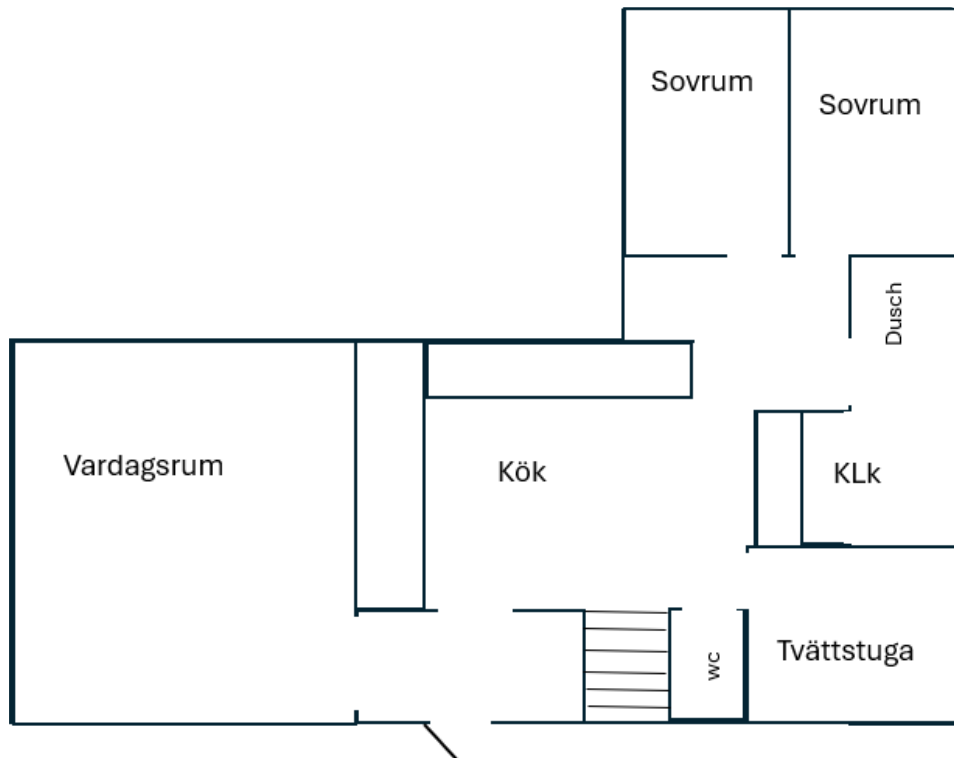 Sovrum
Sovrum
Dusch
Vardagsrum
Kök
KLk
wc
Tvättstuga